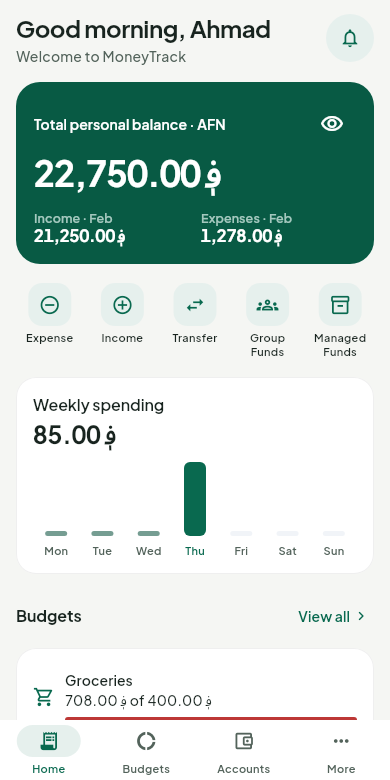 Good morning, Ahmad
Welcome to MoneyTrack
Total personal balance · AFN
22,750.00؋
Income · Feb
Expenses · Feb
21,250.00؋
1,278.00؋
Expense
Income
Transfer
Group Funds
Managed Funds
Weekly spending
85.00؋
Mon Tue Wed Thu Fri Sat Sun
Budgets
View all
Groceries
708.00؋ of 400.00؋
Home
Budgets
Accounts
More